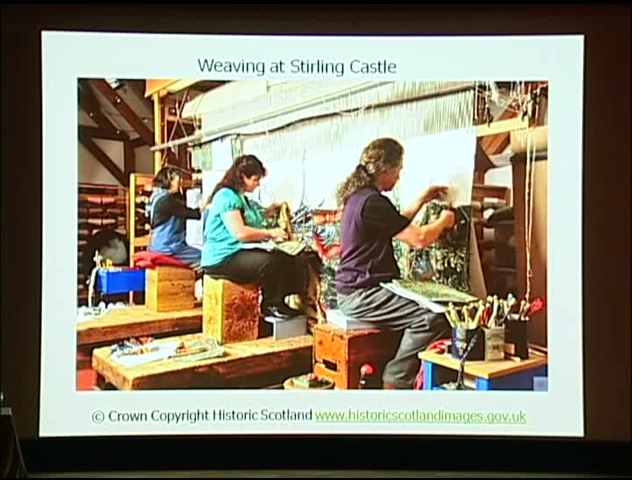 Weaving at Stirling Castle
© Crown Copyright Historic Scotland www.historicscotlandimages.gov.uk